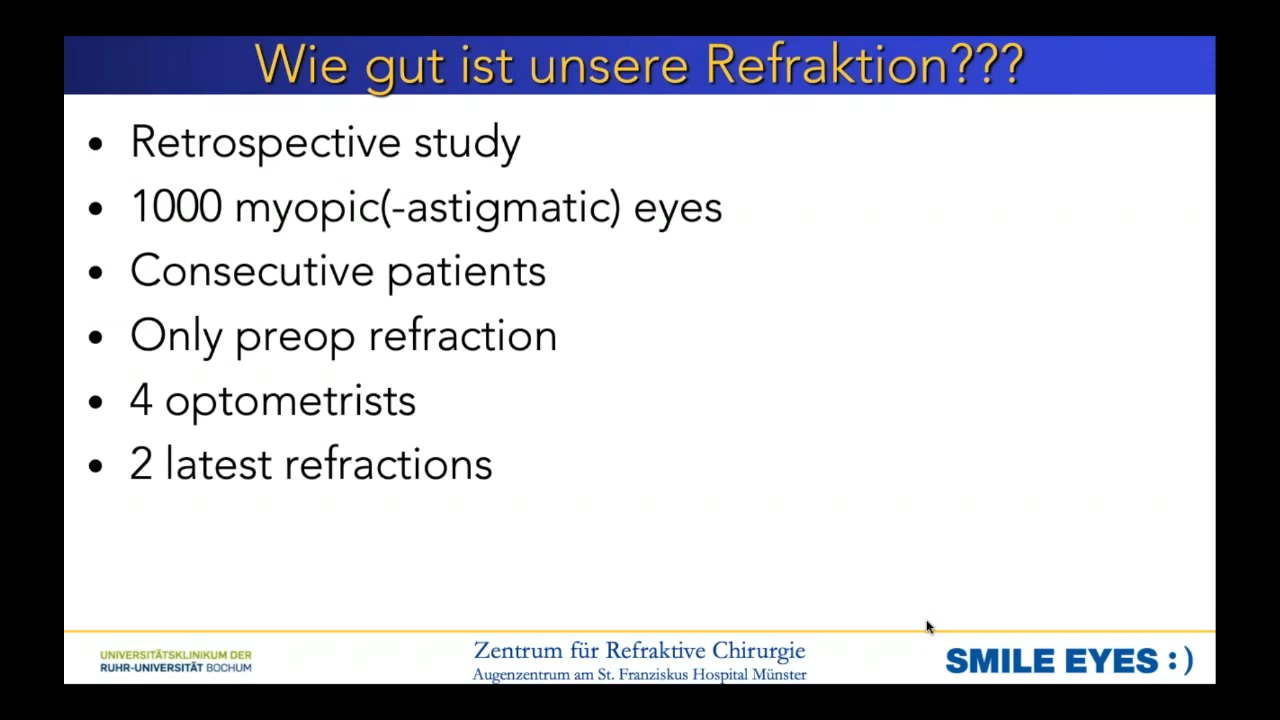 Wie gut ist unsere Refraktion???
• Retrospective study
• 1000 myopic(-astigmatic) eyes
• Consecutive patients
• Only preop refraction
• 4 optometrists
• 2 latest refractions
UNIVERSITÄTSKLINIKUM DER
RUHR-UNIVERSITÄT BOCHUM
Zentrum für Refraktive Chirurgie
Augenzentrum am St. Franziskus Hospital Münster
SMILE EYES :)